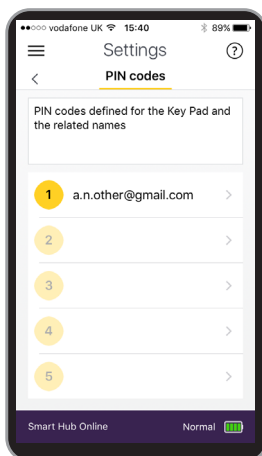 vodafone UK 15:40 89%
Settings ?
PIN codes
PIN codes defined for the Key Pad and
the related names
1 a.n.other@gmail.com
2
3
4
5
Smart Hub Online Normal